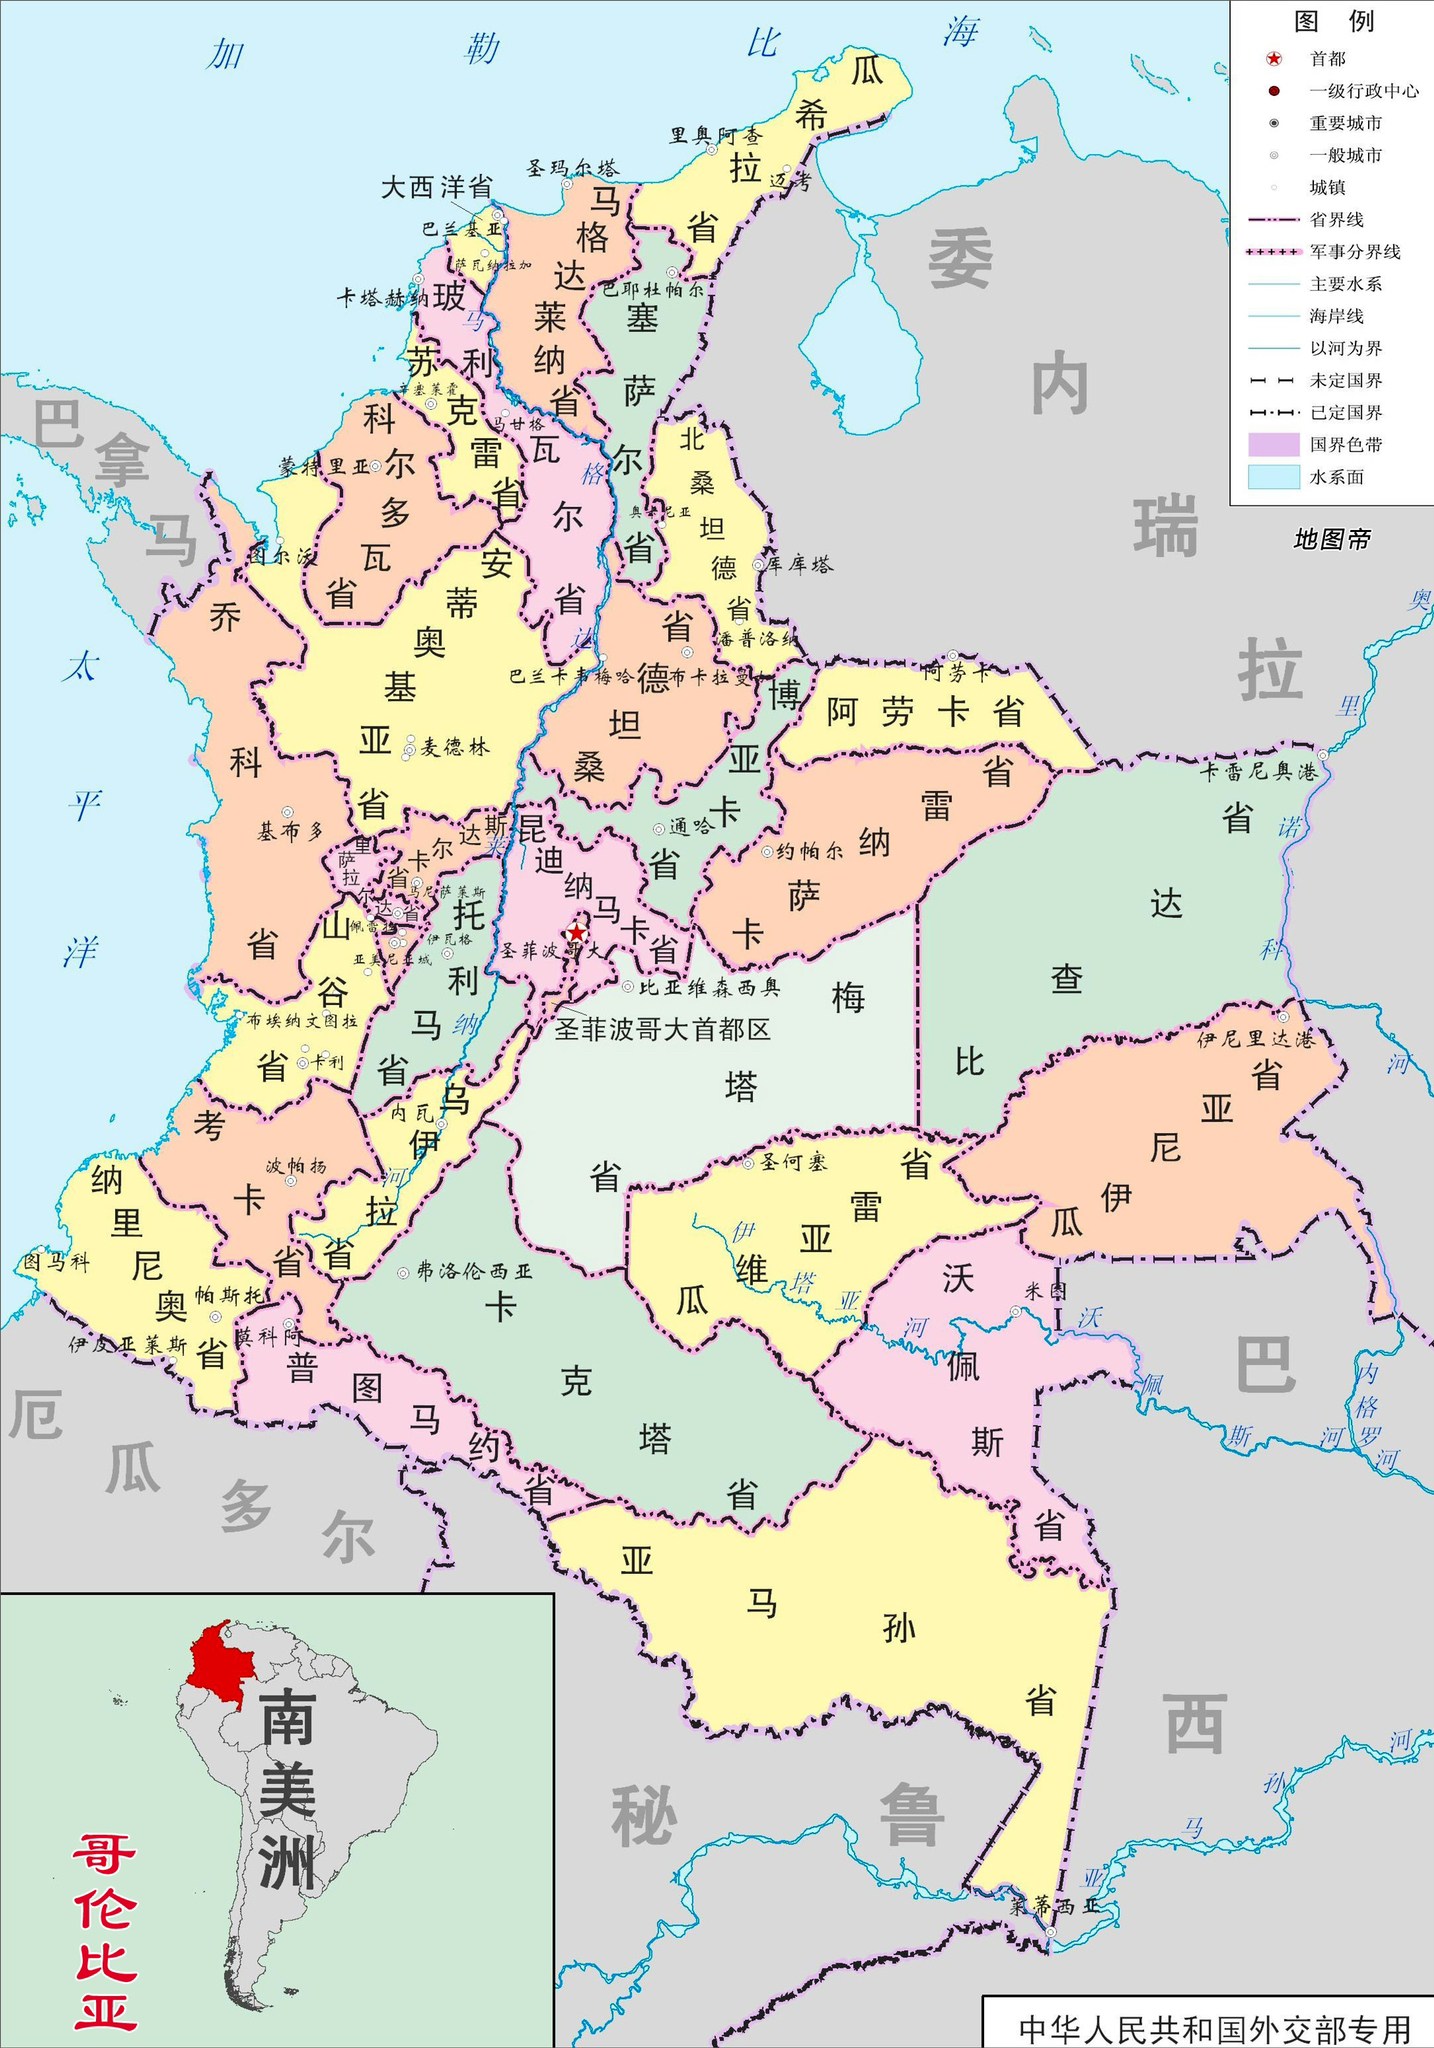 加勒比海
图 例
首都
一级行政中心
重要城市
一般城市
城镇
省界线
军事分界线
主要水系
海岸线
以河为界
未定国界
已定国界
国界色带
水系面
地图帝
瓜希拉省
里奥阿查
迈考
圣玛尔塔
大西洋省
巴兰基亚
萨瓦纳拉加
马格达莱纳省
卡塔赫纳
玻利瓦尔省
巴耶杜帕尔
塞萨尔省
苏克雷省
辛塞莱霍
马甘格
科尔多瓦省
蒙特里亚
图尔沃
北桑坦德省
奥卡尼亚
库库塔
潘普洛纳
安蒂奥基亚省
麦德林
桑坦德省
巴兰卡韦梅哈
布卡拉曼加
博亚卡省
通哈
阿劳卡
阿劳卡省
卡萨纳雷省
约帕尔
卡雷尼奥港
比查达省
乔科省
基布多
卡尔达斯省
马尼萨莱斯
里萨拉尔达省
佩雷拉
亚美尼亚城
昆迪纳马卡省
圣菲波哥大
圣菲波哥大首都区
托利马省
伊瓦格
山谷省
布埃纳文图拉
卡利
比亚维森西奥
梅塔省
伊尼里达港
瓜伊尼亚省
考卡省
波帕扬
乌伊拉省
内瓦
圣何塞
瓜维亚雷省
纳里尼奥省
图马科
帕斯托
伊皮亚莱斯
莫科阿
普图马约省
弗洛伦西亚
卡克塔省
沃佩斯省
米图
亚马孙省
莱蒂西亚
马格达莱纳河
奥里诺科河
伊塔亚河
沃佩斯河
内格罗河
亚马孙河
太平洋
巴拿马
委内瑞拉
厄瓜多尔
秘鲁
巴西
南美洲
哥伦比亚
中华人民共和国外交部专用